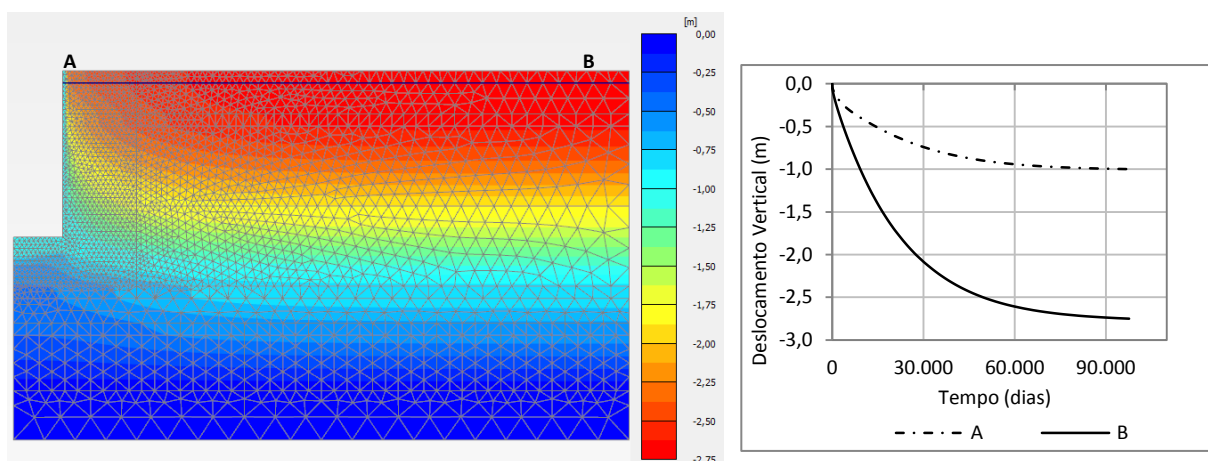 [m]
A
B
0,00
-0,25
-0,50
-0,75
-1,00
-1,25
-1,50
-1,75
-2,00
-2,25
-2,50
-2,75
Deslocamento Vertical (m)
0,0
-0,5
-1,0
-1,5
-2,0
-2,5
-3,0
0 30.000 60.000 90.000
Tempo (dias)
A B